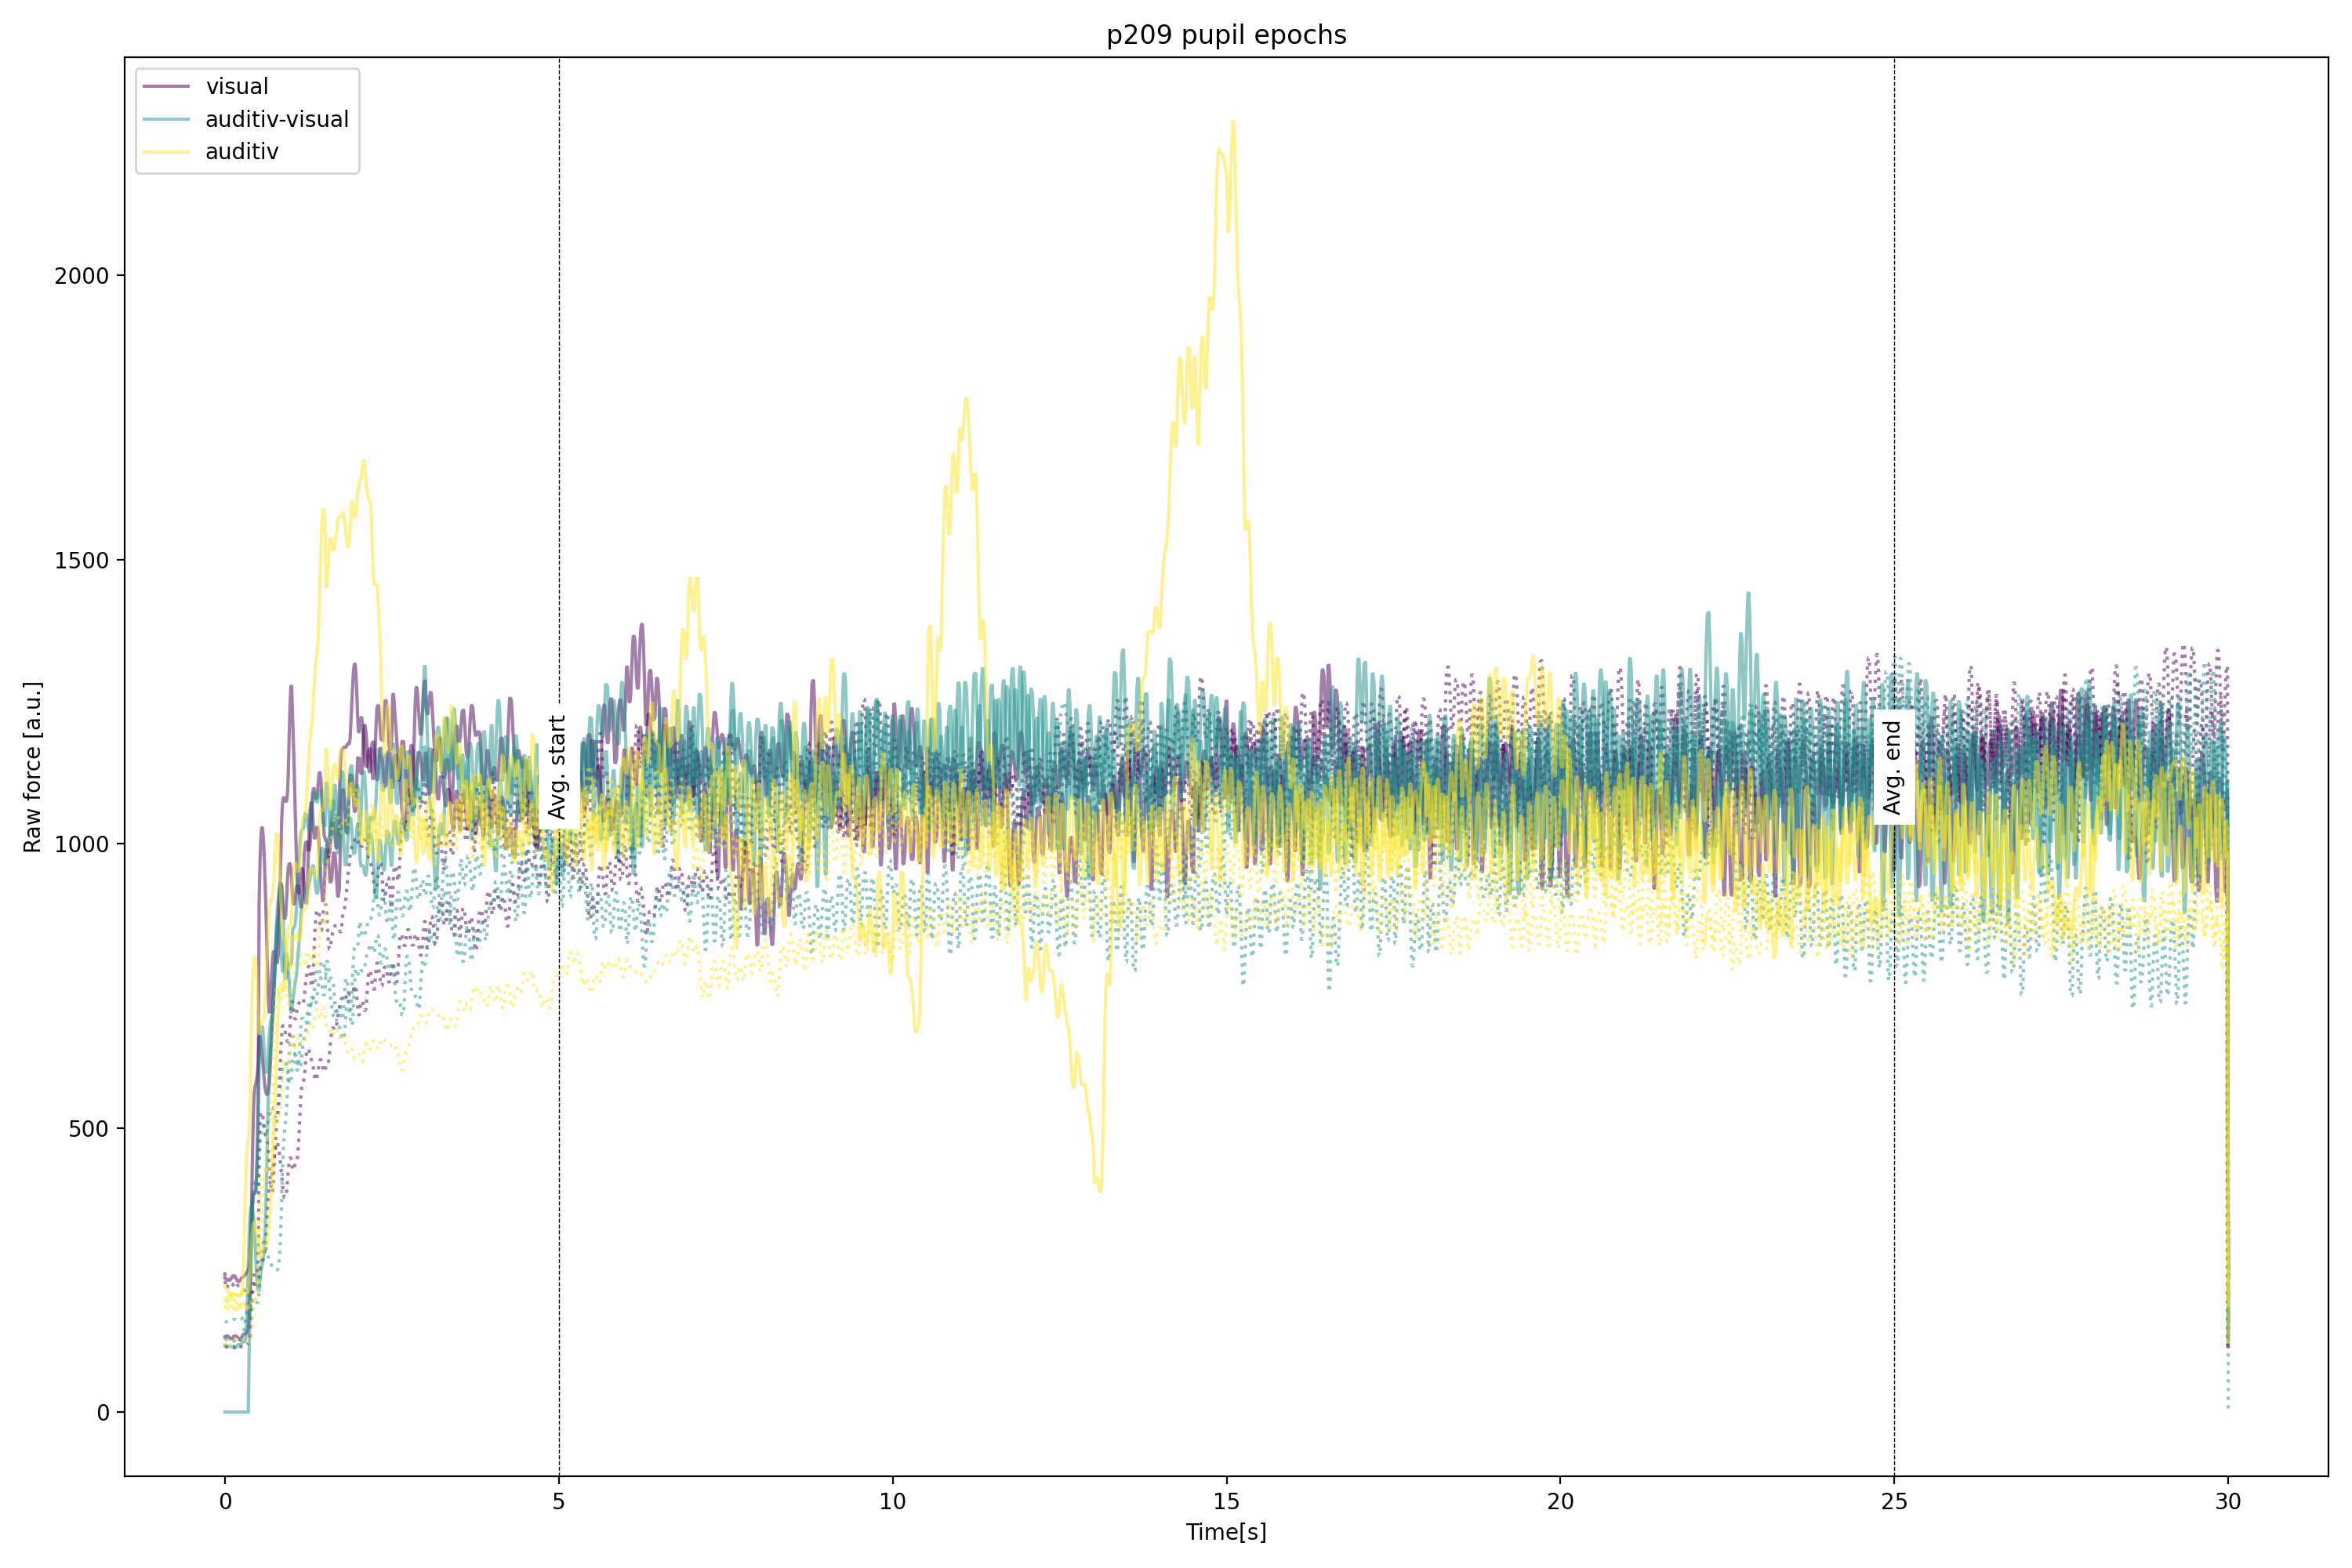 p209 pupil epochs
visual
auditiv-visual
auditiv
Raw force [a.u.]
2000
1500
1000
500
0
Avg. start
Avg. end
0 5 10 15 20 25 30
Time[s]